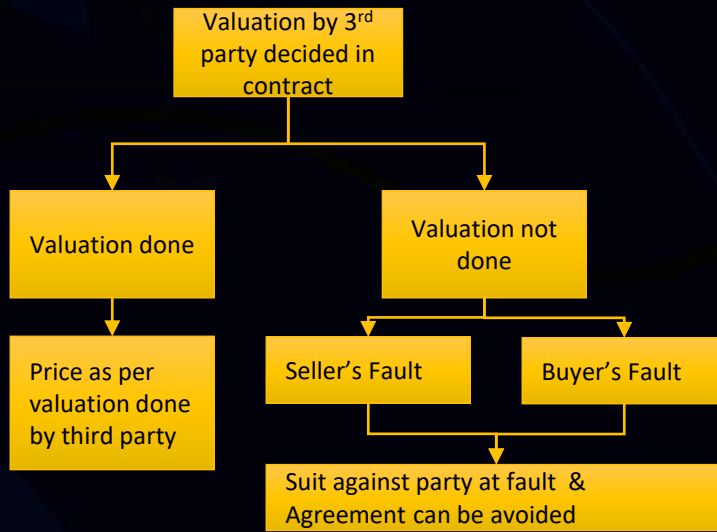 Valuation by 3rd
party decided in
contract
Valuation done
Valuation not
done
Price as per
valuation done
by third party
Seller’s Fault
Buyer’s Fault
Suit against party at fault &
Agreement can be avoided